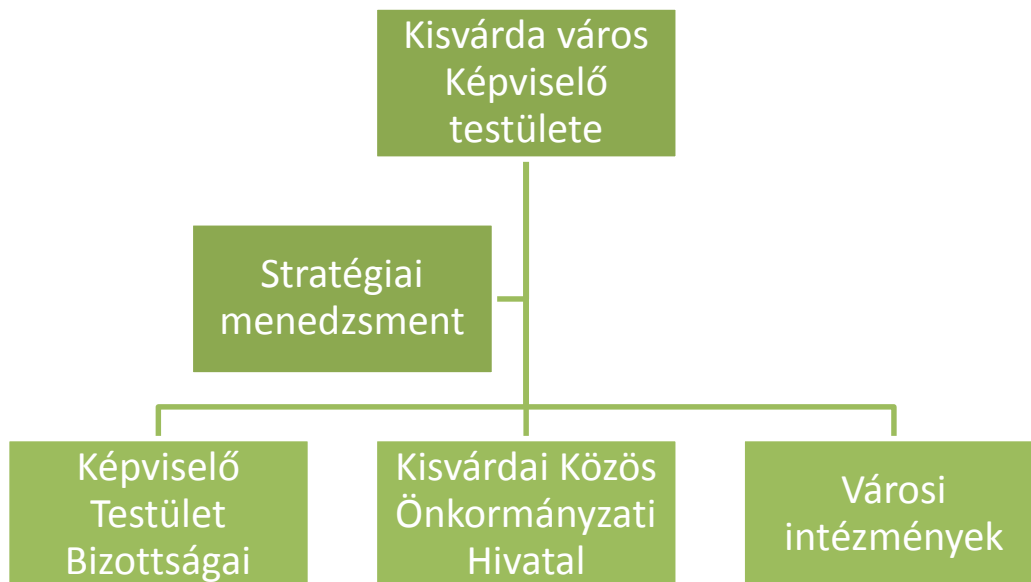 Kisvárda város
Képviselő
testülete
Stratégiai
menedzsment
Képviselő
Testület
Bizottságai
Kisvárdai Közös
Önkormányzati
Hivatal
Városi
intézmények